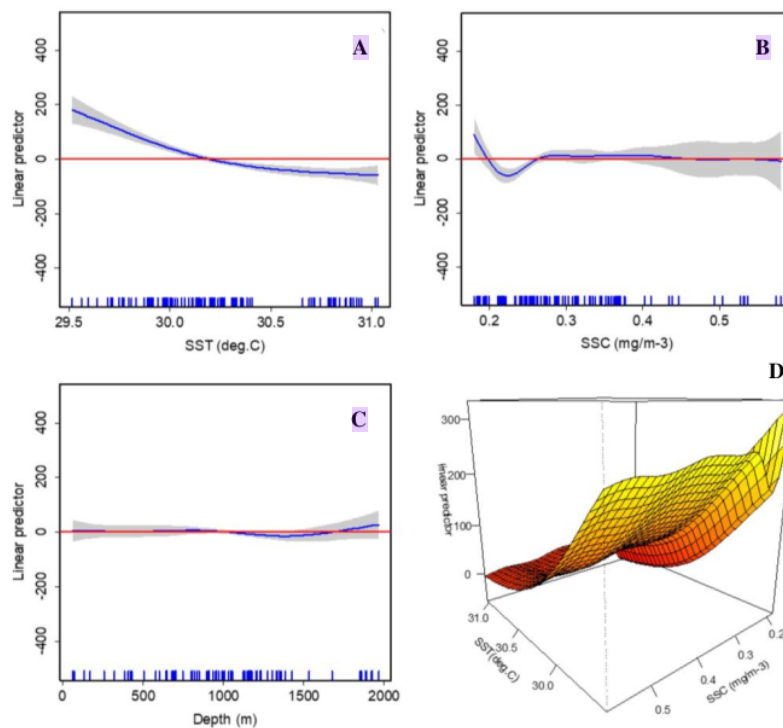 A
Linear predictor
400
200
0
-200
-400
29.5 30.0 30.5 31.0
SST (deg.C)
B
Linear predictor
400
200
0
-200
-400
0.2 0.3 0.4 0.5
SSC (mg/m-3)
C
Linear predictor
400
200
0
-200
-400
0 500 1000 1500 2000
Depth (m)
D
linear predictor
300
200
100
0
31.0
30.5
30.0
SST(deg.C)
0.5
0.4
0.3
0.2
SSC (mg/m-3)